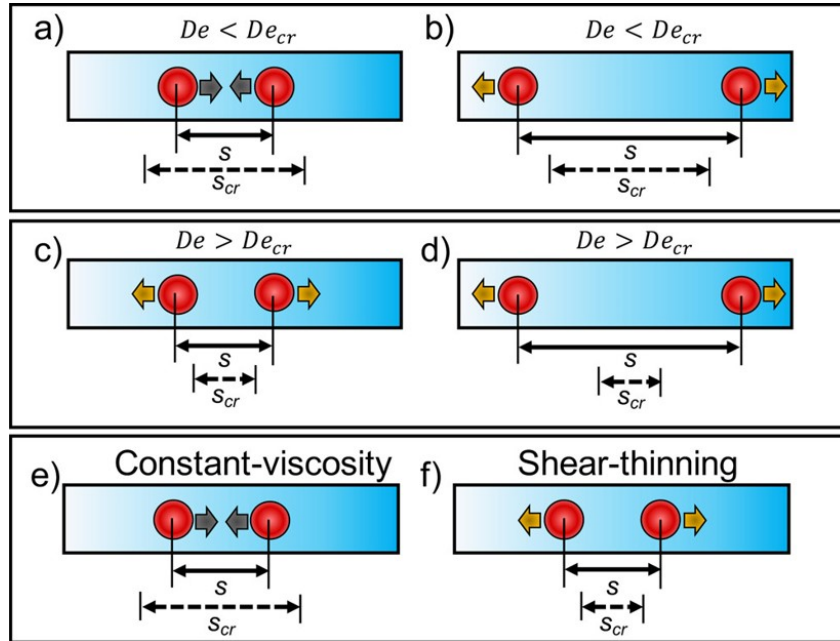 a) De < De_cr b) De < De_cr
s s
s_cr s_cr
c) De > De_cr d) De > De_cr
s s
s_cr s_cr
Constant-viscosity Shear-thinning
e) f)
s s
s_cr s_cr